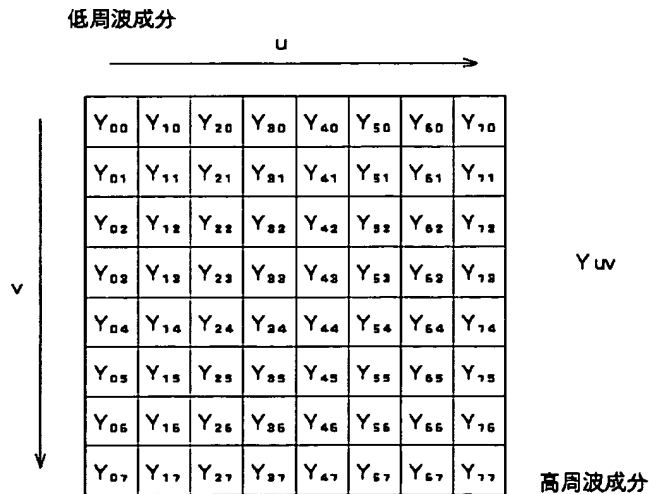 低周波成分
u
Y00 Y10 Y20 Y30 Y40 Y50 Y60 Y70
Y01 Y11 Y21 Y31 Y41 Y51 Y61 Y71
Y02 Y12 Y22 Y32 Y42 Y52 Y62 Y72
Y03 Y13 Y23 Y33 Y43 Y53 Y63 Y73
Yuv
v
Y04 Y14 Y24 Y34 Y44 Y54 Y64 Y74
Y05 Y15 Y25 Y35 Y45 Y55 Y65 Y75
Y06 Y16 Y26 Y36 Y46 Y56 Y66 Y76
Y07 Y17 Y27 Y37 Y47 Y57 Y67 Y77
高周波成分